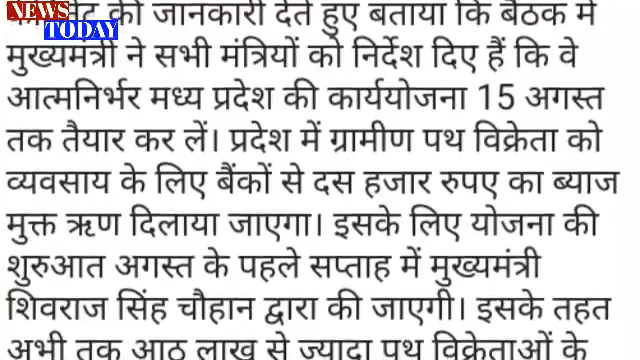 NEWS
TODAY
की जानकारी देते हुए बताया कि बैठक में
मुख्यमंत्री ने सभी मंत्रियों को निर्देश दिए हैं कि वे
आत्मनिर्भर मध्य प्रदेश की कार्ययोजना 15 अगस्त
तक तैयार कर लें। प्रदेश में ग्रामीण पथ विक्रेता को
व्यवसाय के लिए बैंकों से दस हजार रुपए का ब्याज
मुक्त ऋण दिलाया जाएगा। इसके लिए योजना की
शुरुआत अगस्त के पहले सप्ताह में मुख्यमंत्री
शिवराज सिंह चौहान द्वारा की जाएगी। इसके तहत
अभी तक आठ लाख से ज्यादा पथ विक्रेताओं के